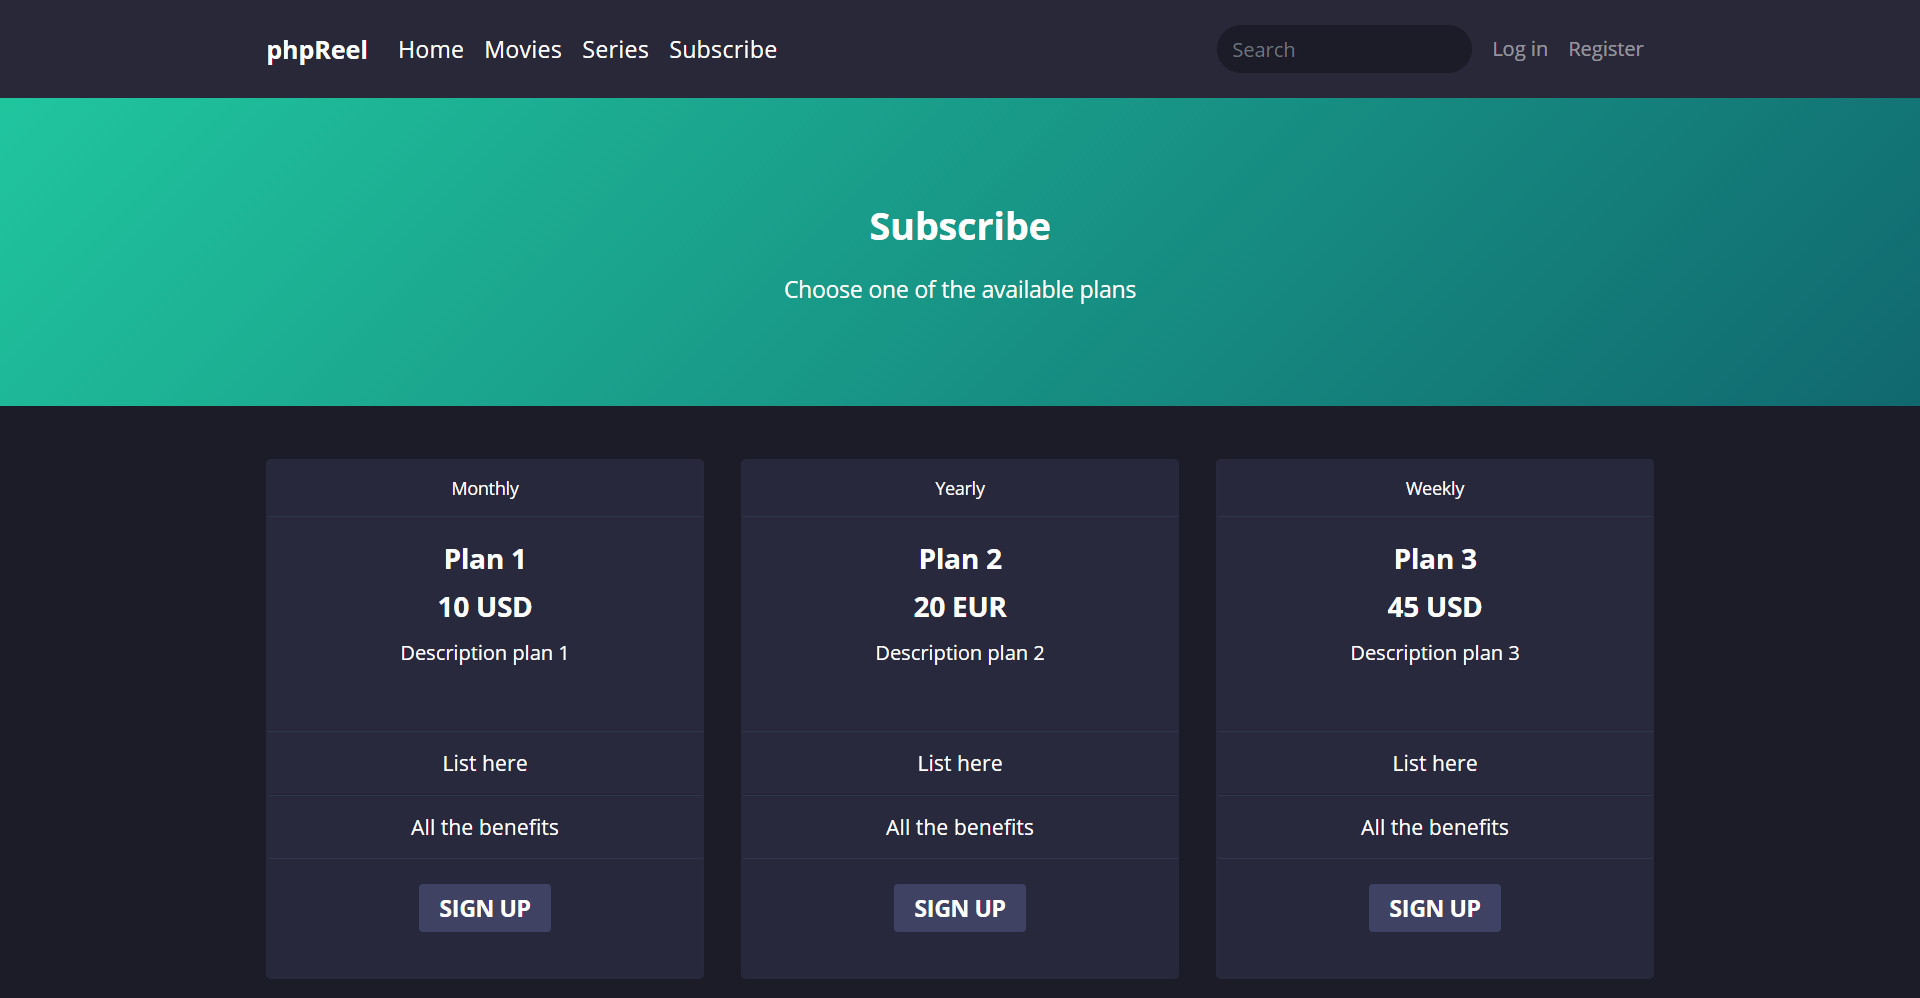 phpReel Home Movies Series Subscribe Search Log in Register
Subscribe
Choose one of the available plans
Monthly
Plan 1
10 USD
Description plan 1
List here
All the benefits
SIGN UP
Yearly
Plan 2
20 EUR
Description plan 2
List here
All the benefits
SIGN UP
Weekly
Plan 3
45 USD
Description plan 3
List here
All the benefits
SIGN UP